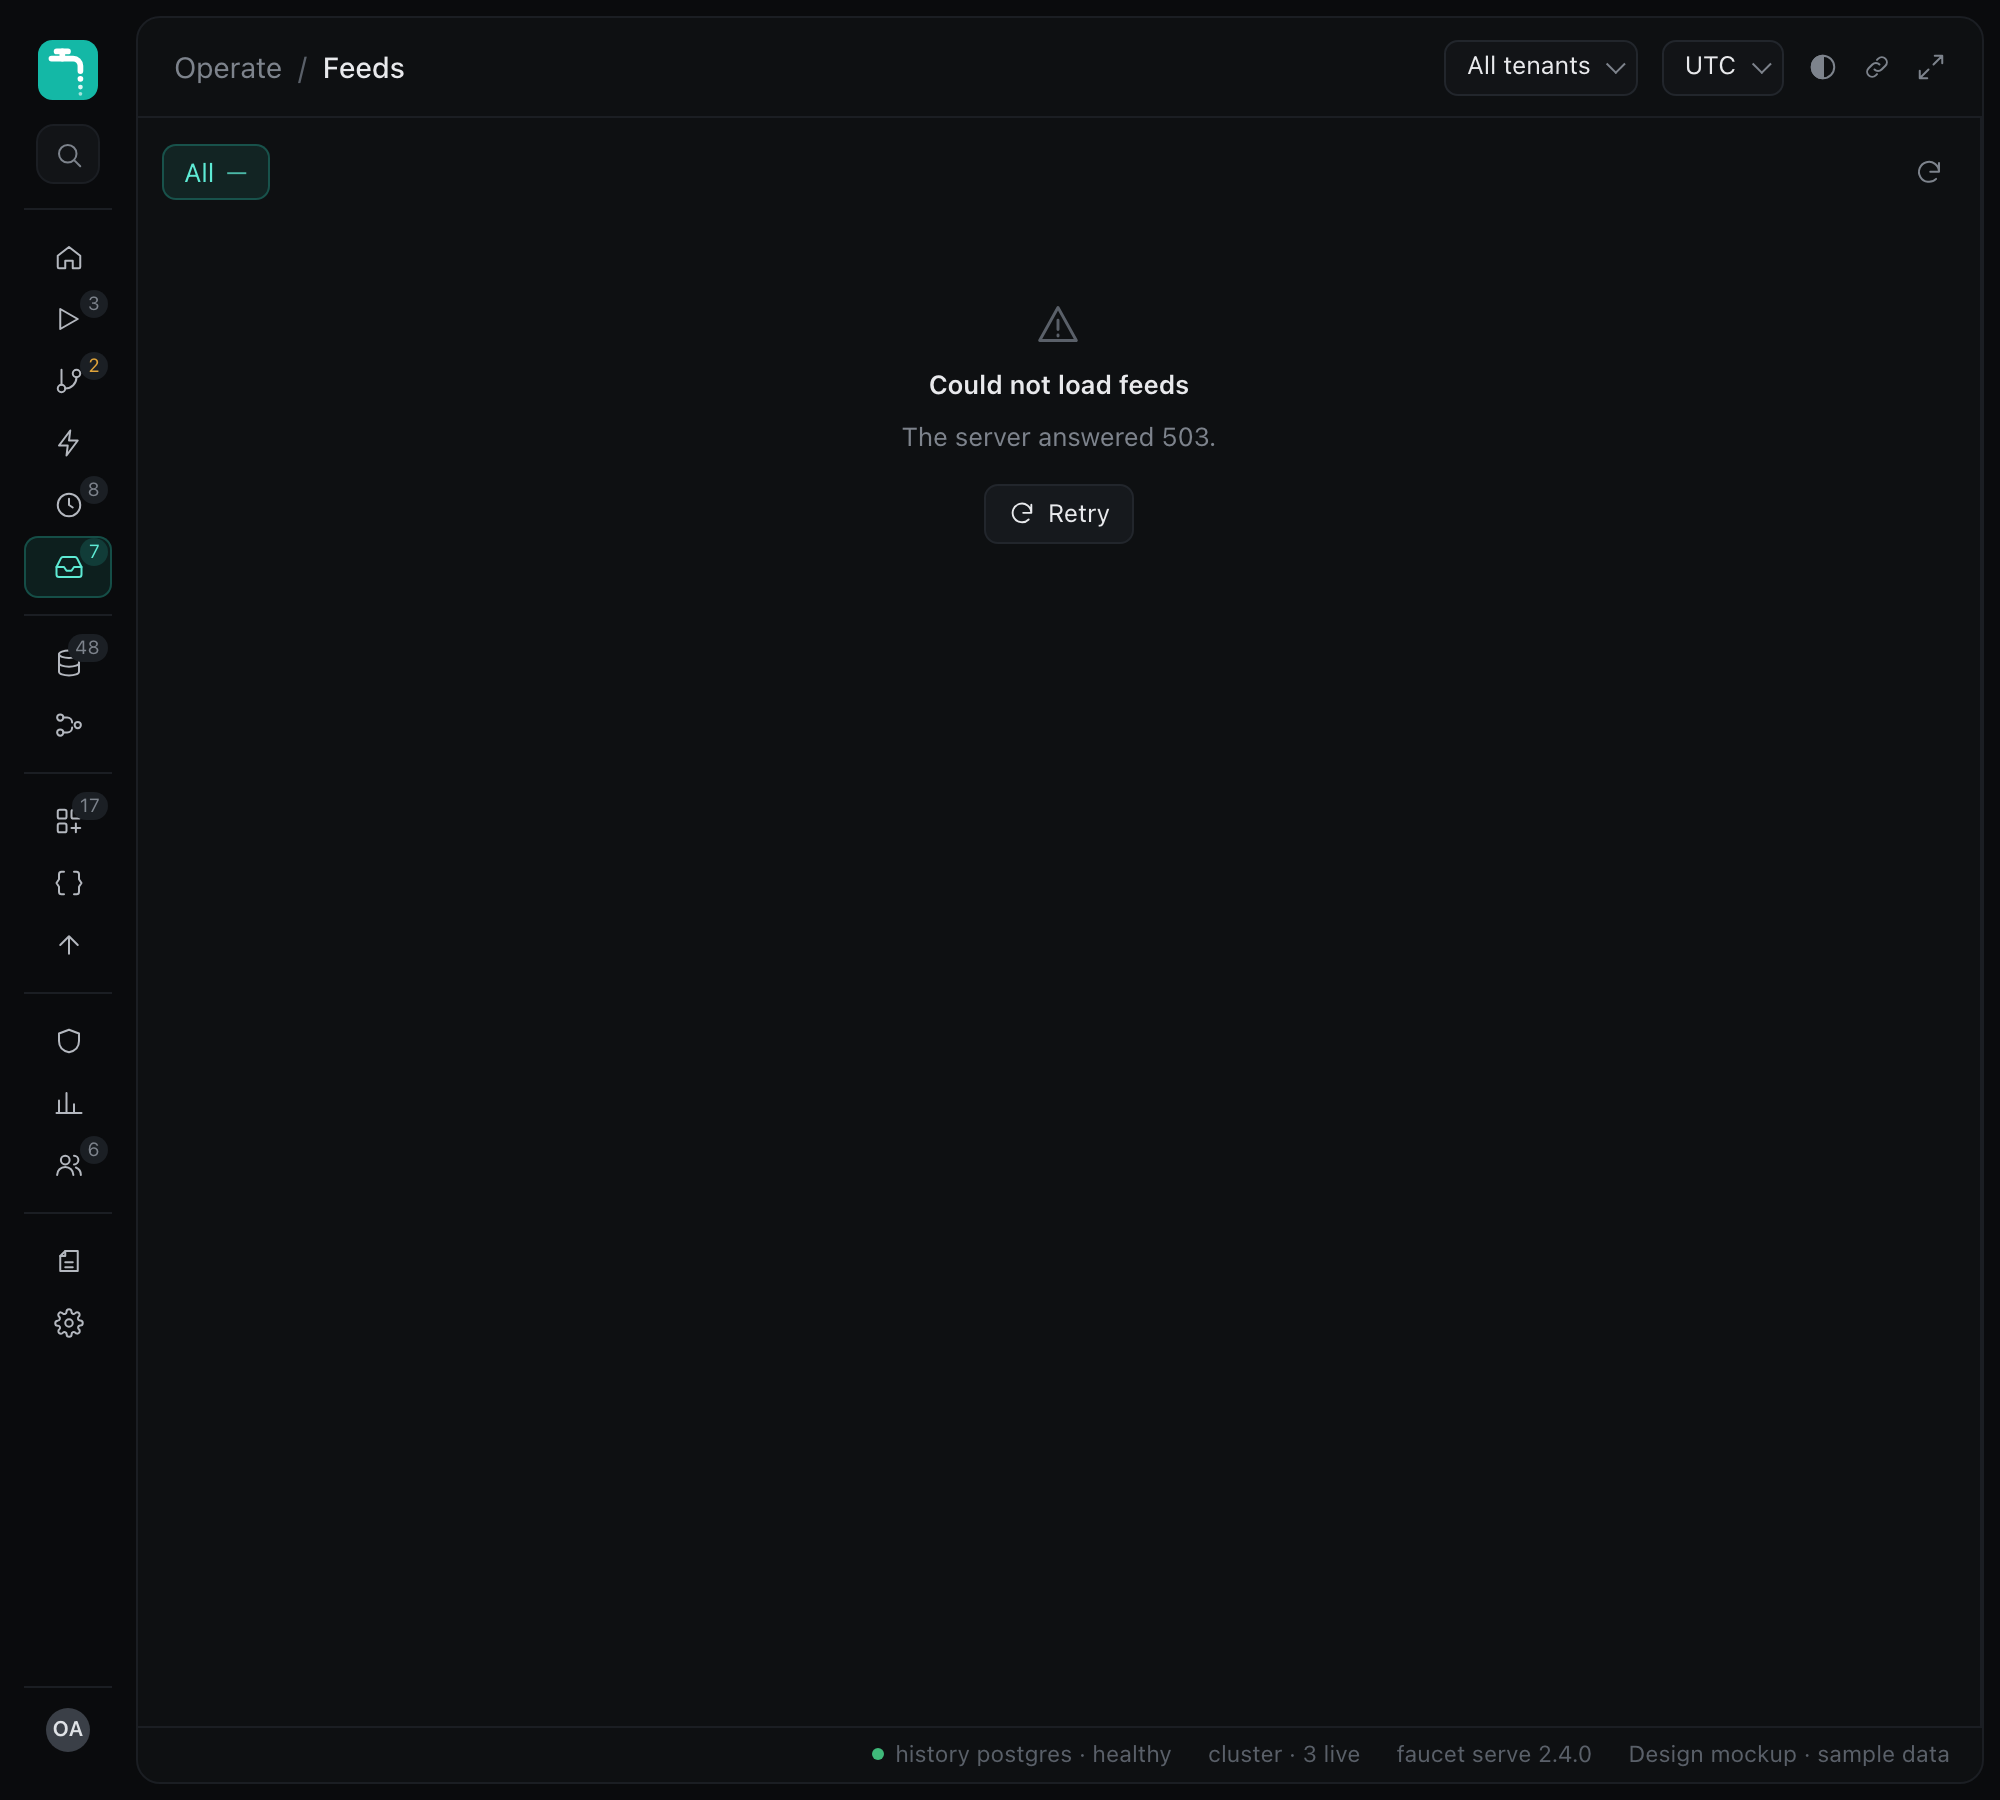 Operate / Feeds
All tenants
UTC
All —
3
2
8
7
48
17
6
Could not load feeds
The server answered 503.
Retry
OA
history postgres · healthy
cluster · 3 live
faucet serve 2.4.0
Design mockup · sample data